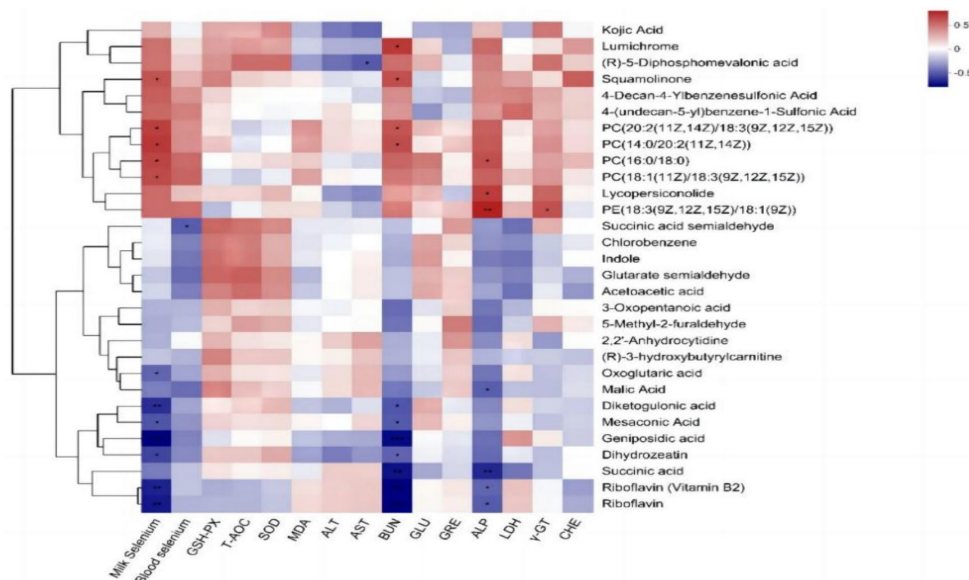 Kojic Acid
Lumichrome
(R)-5-Diphosphomevalonic acid
Squamolinone
4-Decan-4-Ylbenzenesulfonic Acid
4-(undecan-5-yl)benzene-1-Sulfonic Acid
PC(20:2(11Z,14Z)/18:3(9Z,12Z,15Z))
PC(14:0/20:2(11Z,14Z))
PC(16:0/18:0)
PC(18:1(11Z)/18:3(9Z,12Z,15Z))
Lycopersiconolide
PE(18:3(9Z,12Z,15Z)/18:1(9Z))
Succinic acid semialdehyde
Chlorobenzene
Indole
Glutarate semialdehyde
Acetoacetic acid
3-Oxopentanoic acid
5-Methyl-2-furaldehyde
2,2'-Anhydrocytidine
(R)-3-hydroxybutyrylcarnitine
Oxoglutaric acid
Malic Acid
Diketogulonic acid
Mesaconic Acid
Geniposidic acid
Dihydrozeatin
Succinic acid
Riboflavin (Vitamin B2)
Riboflavin
Milk Selenium
Blood selenium
GSH-PX
T-AOC
SOD
MDA
ALT
AST
BUN
GLU
GRE
ALP
LDH
γ-GT
CHE
0.5
0
-0.5